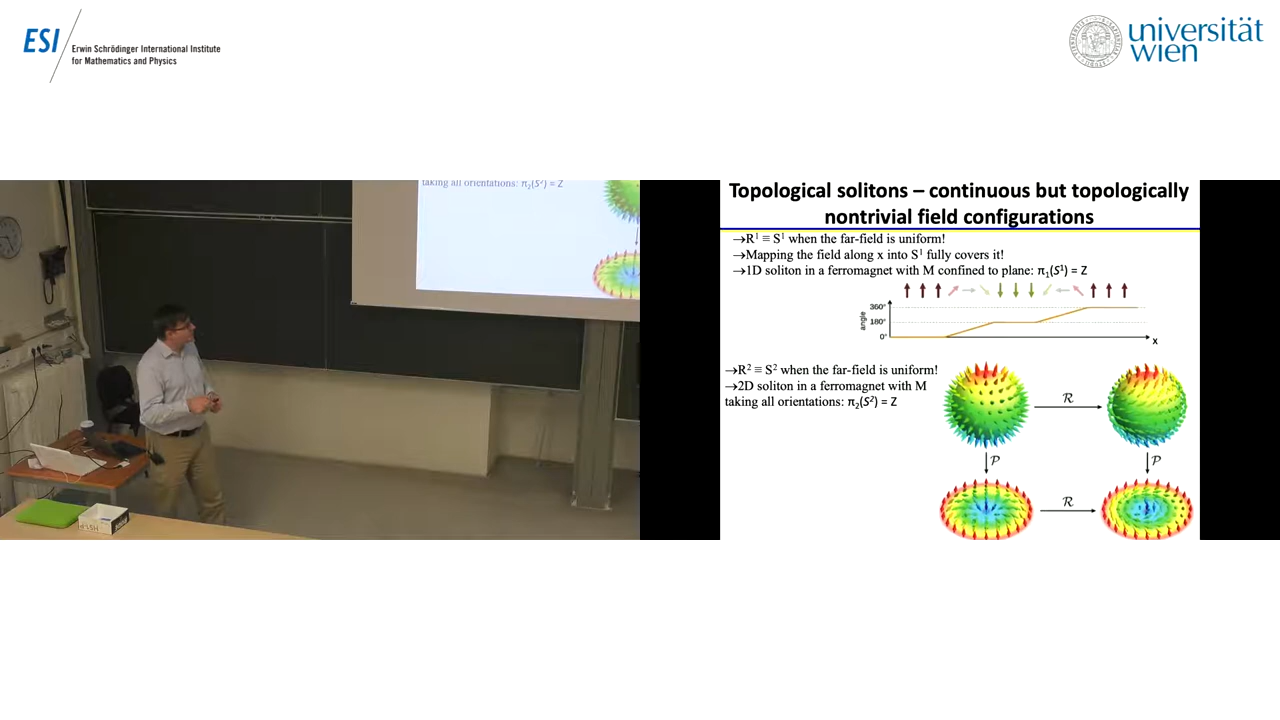 ESI
Erwin Schrödinger International Institute
for Mathematics and Physics
universität
wien
taking all orientations: π₂(S²) = Z
Topological solitons – continuous but topologically
nontrivial field configurations
→R¹ ≡ S¹ when the far-field is uniform!
→Mapping the field along x into S¹ fully covers it!
→1D soliton in a ferromagnet with M confined to plane: π₁(S¹) = Z
360°
180°
0°
angle
x
→R² ≡ S² when the far-field is uniform!
→2D soliton in a ferromagnet with M
taking all orientations: π₂(S²) = Z
R
P
P
R